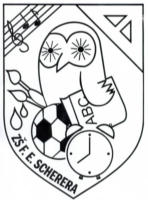 ABC
ZŠ F. E. SCHERERA